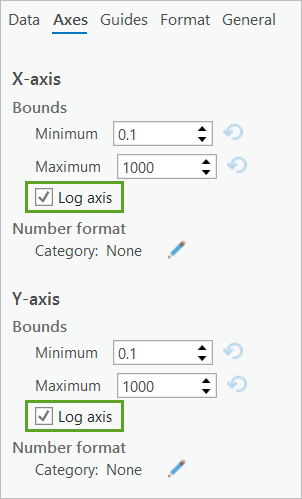 Data Axes Guides Format General
X-axis
Bounds
Minimum 0.1
Maximum 1000
Log axis
Number format
Category: None
Y-axis
Bounds
Minimum 0.1
Maximum 1000
Log axis
Number format
Category: None